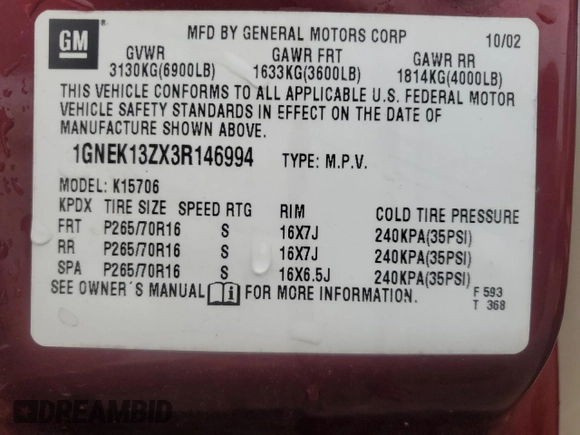 GM
MFD BY GENERAL MOTORS CORP 10/02
GVWR GAWR FRT GAWR RR
3130KG(6900LB) 1633KG(3600LB) 1814KG(4000LB)
THIS VEHICLE CONFORMS TO ALL APPLICABLE U.S. FEDERAL MOTOR
VEHICLE SAFETY STANDARDS IN EFFECT ON THE DATE OF
MANUFACTURE SHOWN ABOVE.
1GNEK13ZX3R146994 TYPE: M.P.V.
MODEL: K15706
KPDX TIRE SIZE SPEED RTG RIM COLD TIRE PRESSURE
FRT P265/70R16 S 16X7J 240KPA(35PSI)
RR P265/70R16 S 16X7J 240KPA(35PSI)
SPA P265/70R16 S 16X6.5J 240KPA(35PSI)
SEE OWNER'S MANUAL i FOR MORE INFORMATION.
F 593
T 368
DREAMBID